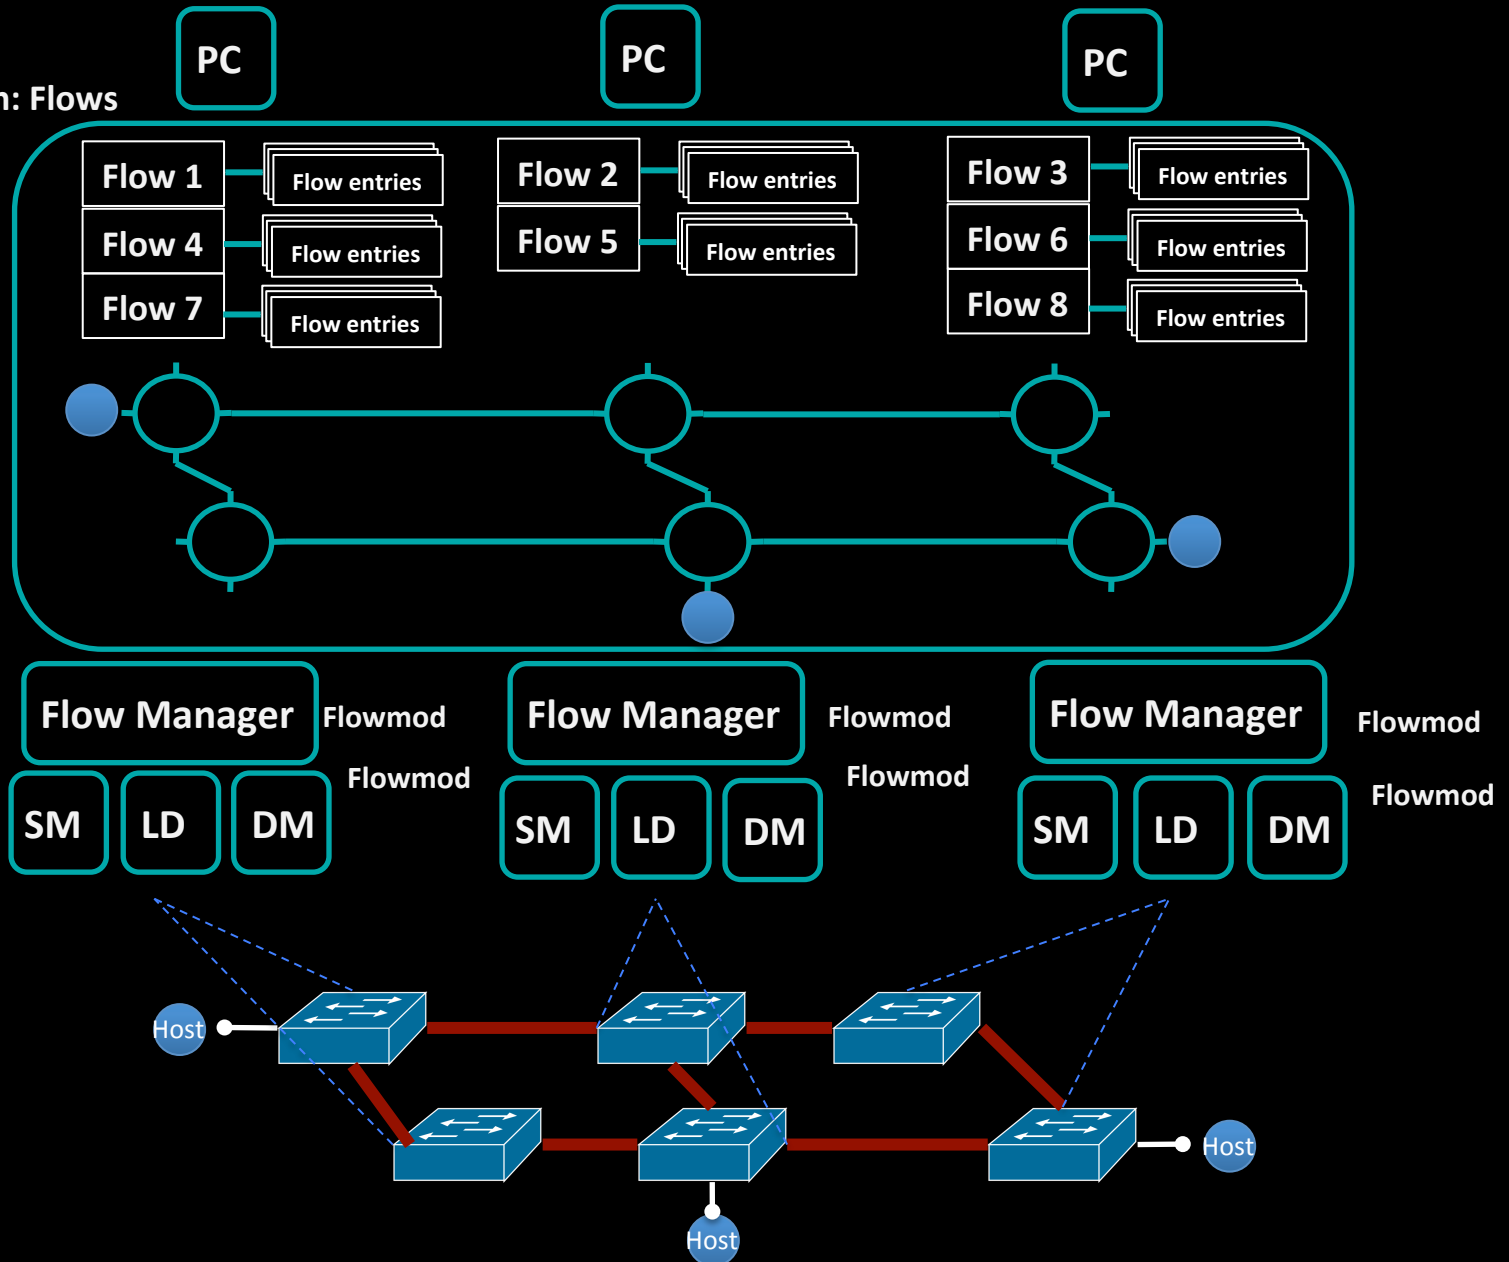 PC
PC
PC
n: Flows
Flow 1
Flow entries
Flow 2
Flow entries
Flow 3
Flow entries
Flow 4
Flow entries
Flow 5
Flow entries
Flow 6
Flow entries
Flow 7
Flow entries
Flow 8
Flow entries
Flow Manager
Flowmod
Flow Manager
Flowmod
Flow Manager
Flowmod
Flowmod
Flowmod
Flowmod
SM
LD
DM
SM
LD
DM
SM
LD
DM
Host
Host
Host